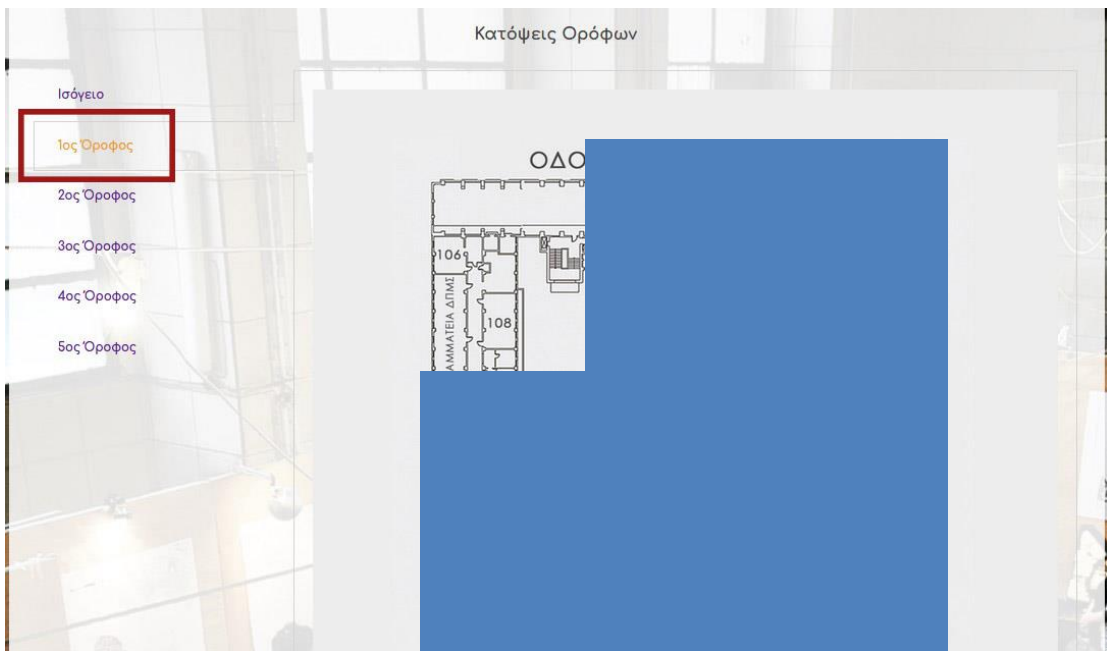 Κατόψεις Ορόφων
Ισόγειο
1ος Όροφος
2ος Όροφος
3ος Όροφος
4ος Όροφος
5ος Όροφος
ΟΔΟ
106
ΑΜΜΑΤΕΙΑ ΔΠΜΣ
108